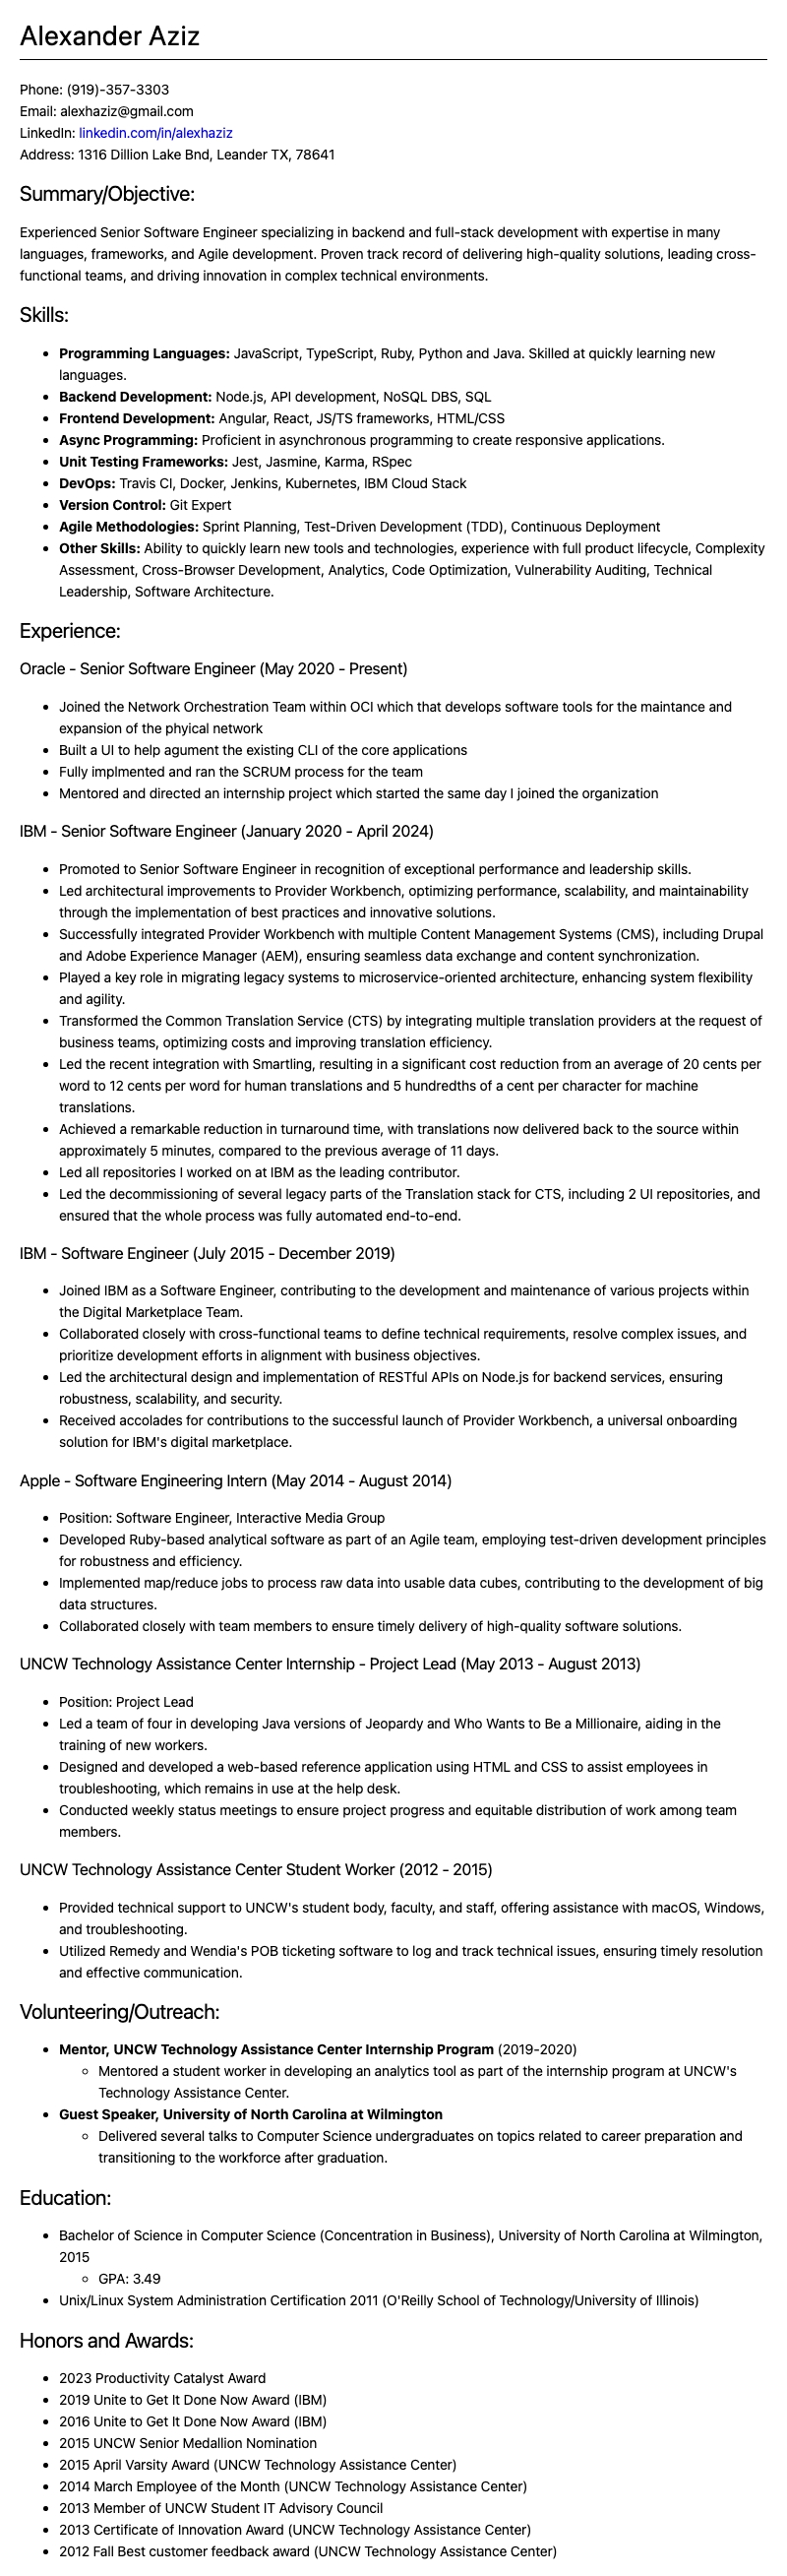 Alexander Aziz
Phone: (919)-357-3303
Email: alexhaziz@gmail.com
LinkedIn: linkedin.com/in/alexhaziz
Address: 1316 Dillion Lake Bnd, Leander TX, 78641
Summary/Objective:
Experienced Senior Software Engineer specializing in backend and full-stack development with expertise in many
languages, frameworks, and Agile development. Proven track record of delivering high-quality solutions, leading cross-
functional teams, and driving innovation in complex technical environments.
Skills:
• Programming Languages: JavaScript, TypeScript, Ruby, Python and Java. Skilled at quickly learning new
languages.
• Backend Development: Node.js, API development, NoSQL DBS, SQL
• Frontend Development: Angular, React, JS/TS frameworks, HTML/CSS
• Async Programming: Proficient in asynchronous programming to create responsive applications.
• Unit Testing Frameworks: Jest, Jasmine, Karma, RSpec
• DevOps: Travis CI, Docker, Jenkins, Kubernetes, IBM Cloud Stack
• Version Control: Git Expert
• Agile Methodologies: Sprint Planning, Test-Driven Development (TDD), Continuous Deployment
• Other Skills: Ability to quickly learn new tools and technologies, experience with full product lifecycle, Complexity
Assessment, Cross-Browser Development, Analytics, Code Optimization, Vulnerability Auditing, Technical
Leadership, Software Architecture.
Experience:
Oracle - Senior Software Engineer (May 2020 - Present)
• Joined the Network Orchestration Team within OCI which that develops software tools for the maintance and
expansion of the phyical network
• Built a UI to help agument the existing CLI of the core applications
• Fully implmented and ran the SCRUM process for the team
• Mentored and directed an internship project which started the same day I joined the organization
IBM - Senior Software Engineer (January 2020 - April 2024)
• Promoted to Senior Software Engineer in recognition of exceptional performance and leadership skills.
• Led architectural improvements to Provider Workbench, optimizing performance, scalability, and maintainability
through the implementation of best practices and innovative solutions.
• Successfully integrated Provider Workbench with multiple Content Management Systems (CMS), including Drupal
and Adobe Experience Manager (AEM), ensuring seamless data exchange and content synchronization.
• Played a key role in migrating legacy systems to microservice-oriented architecture, enhancing system flexibility
and agility.
• Transformed the Common Translation Service (CTS) by integrating multiple translation providers at the request of
business teams, optimizing costs and improving translation efficiency.
• Led the recent integration with Smartling, resulting in a significant cost reduction from an average of 20 cents per
word to 12 cents per word for human translations and 5 hundredths of a cent per character for machine
translations.
• Achieved a remarkable reduction in turnaround time, with translations now delivered back to the source within
approximately 5 minutes, compared to the previous average of 11 days.
• Led all repositories I worked on at IBM as the leading contributor.
• Led the decommissioning of several legacy parts of the Translation stack for CTS, including 2 UI repositories, and
ensured that the whole process was fully automated end-to-end.
IBM - Software Engineer (July 2015 - December 2019)
• Joined IBM as a Software Engineer, contributing to the development and maintenance of various projects within
the Digital Marketplace Team.
• Collaborated closely with cross-functional teams to define technical requirements, resolve complex issues, and
prioritize development efforts in alignment with business objectives.
• Led the architectural design and implementation of RESTful APIs on Node.js for backend services, ensuring
robustness, scalability, and security.
• Received accolades for contributions to the successful launch of Provider Workbench, a universal onboarding
solution for IBM's digital marketplace.
Apple - Software Engineering Intern (May 2014 - August 2014)
• Position: Software Engineer, Interactive Media Group
• Developed Ruby-based analytical software as part of an Agile team, employing test-driven development principles
for robustness and efficiency.
• Implemented map/reduce jobs to process raw data into usable data cubes, contributing to the development of big
data structures.
• Collaborated closely with team members to ensure timely delivery of high-quality software solutions.
UNCW Technology Assistance Center Internship - Project Lead (May 2013 - August 2013)
• Position: Project Lead
• Led a team of four in developing Java versions of Jeopardy and Who Wants to Be a Millionaire, aiding in the
training of new workers.
• Designed and developed a web-based reference application using HTML and CSS to assist employees in
troubleshooting, which remains in use at the help desk.
• Conducted weekly status meetings to ensure project progress and equitable distribution of work among team
members.
UNCW Technology Assistance Center Student Worker (2012 - 2015)
• Provided technical support to UNCW's student body, faculty, and staff, offering assistance with macOS, Windows,
and troubleshooting.
• Utilized Remedy and Wendia's POB ticketing software to log and track technical issues, ensuring timely resolution
and effective communication.
Volunteering/Outreach:
• Mentor, UNCW Technology Assistance Center Internship Program (2019-2020)
◦ Mentored a student worker in developing an analytics tool as part of the internship program at UNCW's
Technology Assistance Center.
• Guest Speaker, University of North Carolina at Wilmington
◦ Delivered several talks to Computer Science undergraduates on topics related to career preparation and
transitioning to the workforce after graduation.
Education:
• Bachelor of Science in Computer Science (Concentration in Business), University of North Carolina at Wilmington,
2015
◦ GPA: 3.49
• Unix/Linux System Administration Certification 2011 (O'Reilly School of Technology/University of Illinois)
Honors and Awards:
• 2023 Productivity Catalyst Award
• 2019 Unite to Get It Done Now Award (IBM)
• 2016 Unite to Get It Done Now Award (IBM)
• 2015 UNCW Senior Medallion Nomination
• 2015 April Varsity Award (UNCW Technology Assistance Center)
• 2014 March Employee of the Month (UNCW Technology Assistance Center)
• 2013 Member of UNCW Student IT Advisory Council
• 2013 Certificate of Innovation Award (UNCW Technology Assistance Center)
• 2012 Fall Best customer feedback award (UNCW Technology Assistance Center)